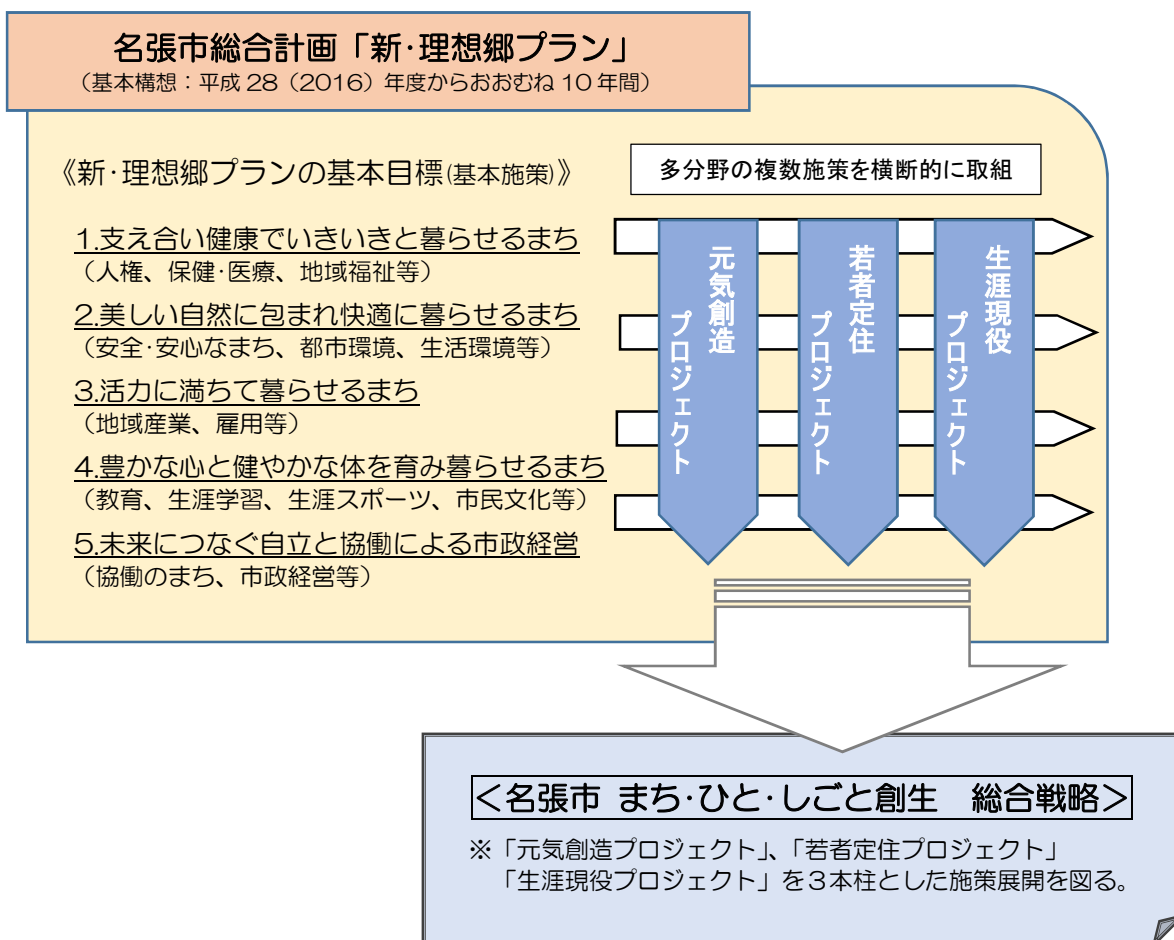 名張市総合計画「新･理想郷プラン」
（基本構想：平成 28（2016）年度からおおむね 10 年間）
《新･理想郷プランの基本目標(基本施策)》
1.支え合い健康でいきいきと暮らせるまち
（人権、保健･医療、地域福祉等）
2.美しい自然に包まれ快適に暮らせるまち
（安全･安心なまち、都市環境、生活環境等）
3.活力に満ちて暮らせるまち
（地域産業、雇用等）
4.豊かな心と健やかな体を育み暮らせるまち
（教育、生涯学習、生涯スポーツ、市民文化等）
5.未来につなぐ自立と協働による市政経営
（協働のまち、市政経営等）
多分野の複数施策を横断的に取組
元気創造
プロジェクト
若者定住
プロジェクト
生涯現役
プロジェクト
＜名張市 まち･ひと･しごと創生　総合戦略＞
※「元気創造プロジェクト」、「若者定住プロジェクト」
「生涯現役プロジェクト」を３本柱とした施策展開を図る。